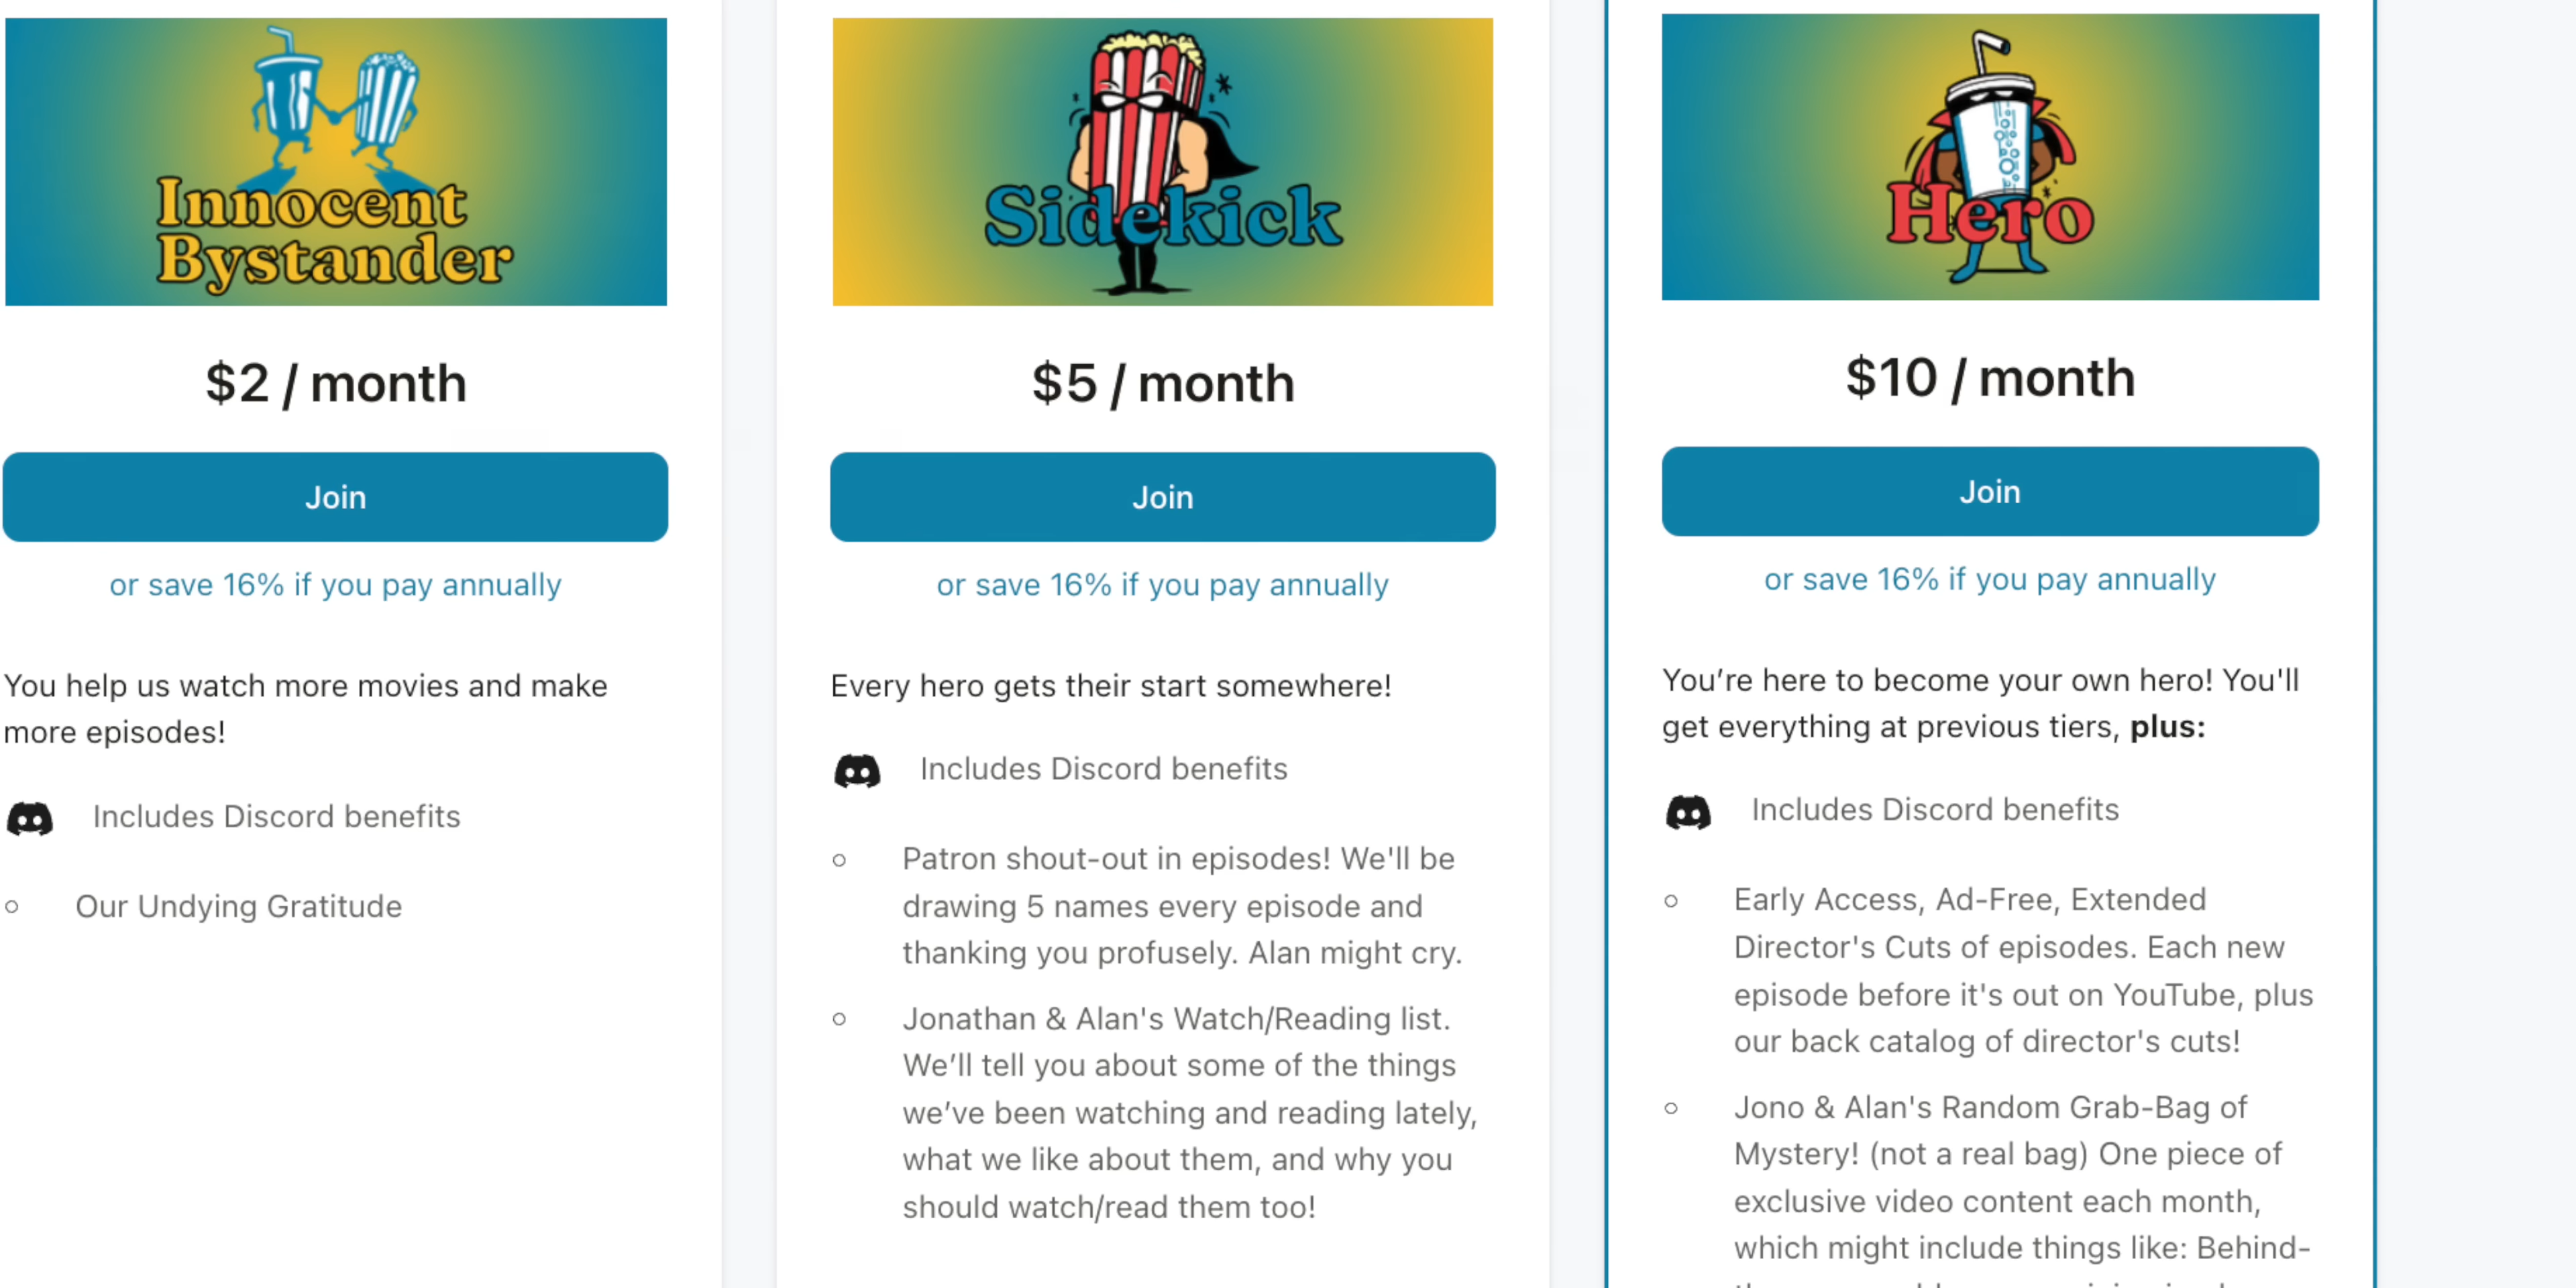 Innocent
Bystander
$2 / month
Join
or save 16% if you pay annually
You help us watch more movies and make
more episodes!
Includes Discord benefits
Our Undying Gratitude
Sidekick
$5 / month
Join
or save 16% if you pay annually
Every hero gets their start somewhere!
Includes Discord benefits
Patron shout-out in episodes! We'll be
drawing 5 names every episode and
thanking you profusely. Alan might cry.
Jonathan & Alan's Watch/Reading list.
We’ll tell you about some of the things
we’ve been watching and reading lately,
what we like about them, and why you
should watch/read them too!
Hero
$10 / month
Join
or save 16% if you pay annually
You’re here to become your own hero! You'll
get everything at previous tiers, plus:
Includes Discord benefits
Early Access, Ad-Free, Extended
Director's Cuts of episodes. Each new
episode before it's out on YouTube, plus
our back catalog of director's cuts!
Jono & Alan's Random Grab-Bag of
Mystery! (not a real bag) One piece of
exclusive video content each month,
which might include things like: Behind-